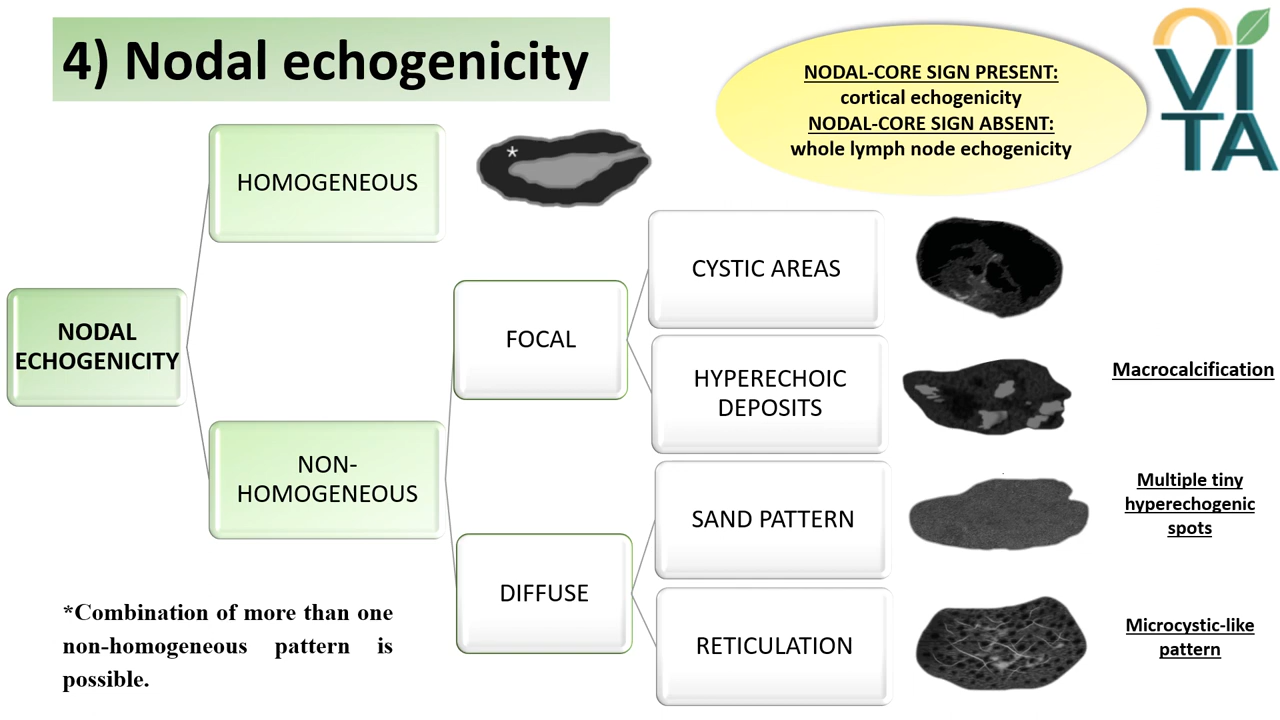 4) Nodal echogenicity
NODAL-CORE SIGN PRESENT:
cortical echogenicity
NODAL-CORE SIGN ABSENT:
whole lymph node echogenicity
VI
TA
HOMOGENEOUS
*
CYSTIC AREAS
NODAL
ECHOGENICITY
FOCAL
HYPERECHOIC
DEPOSITS
Macrocalcification
NON-
HOMOGENEOUS
SAND PATTERN
Multiple tiny
hyperechogenic
spots
DIFFUSE
RETICULATION
Microcystic-like
pattern
*Combination of more than one
non-homogeneous pattern is
possible.